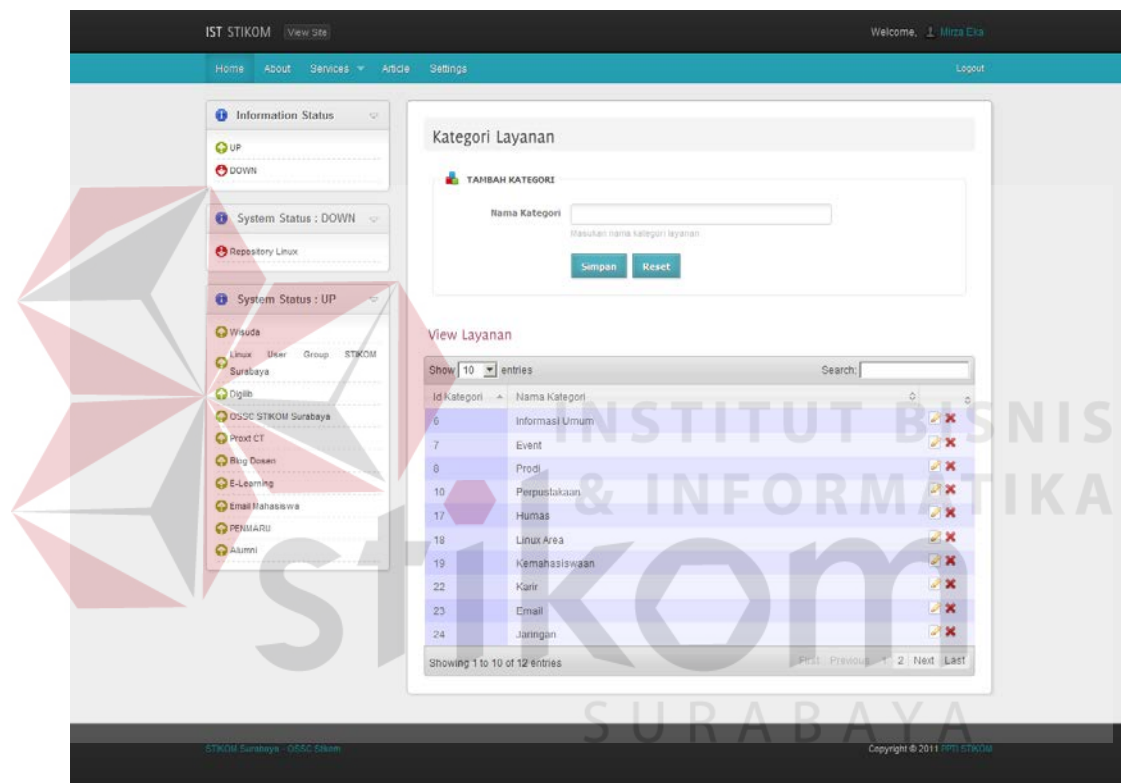 IST STIKOM View Site
Welcome, Mirza Eka
Home About Services Article Settings
Logout
Information Status
UP
DOWN
System Status : DOWN
Repository Linux
System Status : UP
Wisuda
Linux User Group STIKOM
Surabaya
Digilib
OSSC STIKOM Surabaya
Proxt CT
Blog Dosen
E-Learning
Email Mahasiswa
PENMARU
Alumni
Kategori Layanan
TAMBAH KATEGORI
Nama Kategori
Masukan nama kategori layanan
Simpan Reset
View Layanan
Show 10 entries
Search:
Id Kategori Nama Kategori
6 Informasi Umum
7 Event
8 Prodi
10 Perpustakaan
17 Humas
18 Linux Area
19 Kemahasiswaan
22 Karir
23 Email
24 Jaringan
Showing 1 to 10 of 12 entries
First Previous 1 2 Next Last
INSTITUT BISNIS
& INFORMATIKA
stikom
SURABAYA
STIKOM Surabaya - OSSC Stikom
Copyright © 2011 PPTI STIKOM